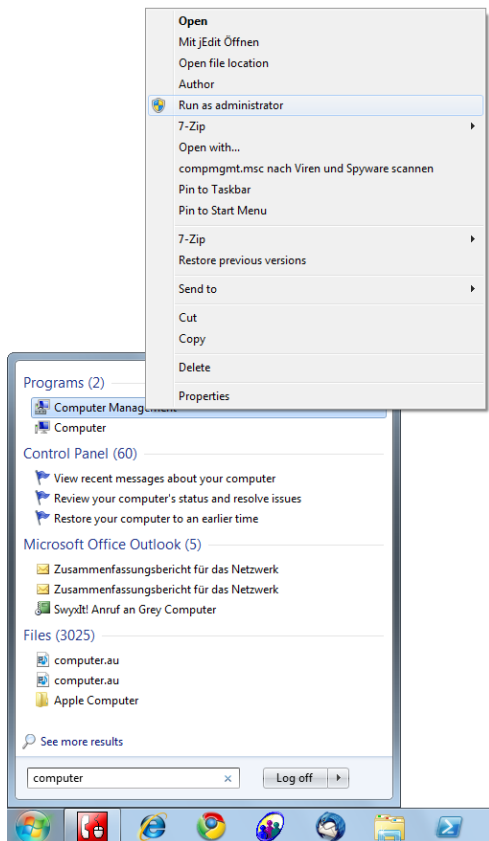 Open
Mit jEdit Öffnen
Open file location
Author
Run as administrator
7-Zip
Open with...
compmgmt.msc nach Viren und Spyware scannen
Pin to Taskbar
Pin to Start Menu
7-Zip
Restore previous versions
Send to
Cut
Copy
Delete
Properties
Programs (2)
Computer Management
Computer
Control Panel (60)
View recent messages about your computer
Review your computer's status and resolve issues
Restore your computer to an earlier time
Microsoft Office Outlook (5)
Zusammenfassungsbericht für das Netzwerk
Zusammenfassungsbericht für das Netzwerk
SwyxIt! Anruf an Grey Computer
Files (3025)
computer.au
computer.au
Apple Computer
See more results
computer
Log off